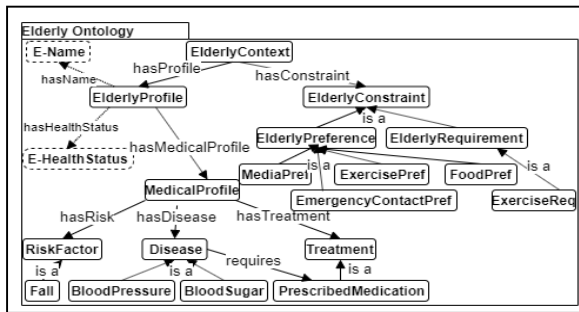 Elderly Ontology
E-Name
ElderlyContext
hasProfile
hasConstraint
hasName
ElderlyProfile
ElderlyConstraint
is a
hasHealthStatus
ElderlyPreference
ElderlyRequirement
hasMedicalProfile
is a
is a
E-HealthStatus
MediaPref
ExercisePref
FoodPref
MedicalProfile
EmergencyContactPref
ExerciseReq
hasRisk
hasDisease
hasTreatment
RiskFactor
Disease
Treatment
requires
is a
is a
is a
Fall
BloodPressure
BloodSugar
PrescribedMedication